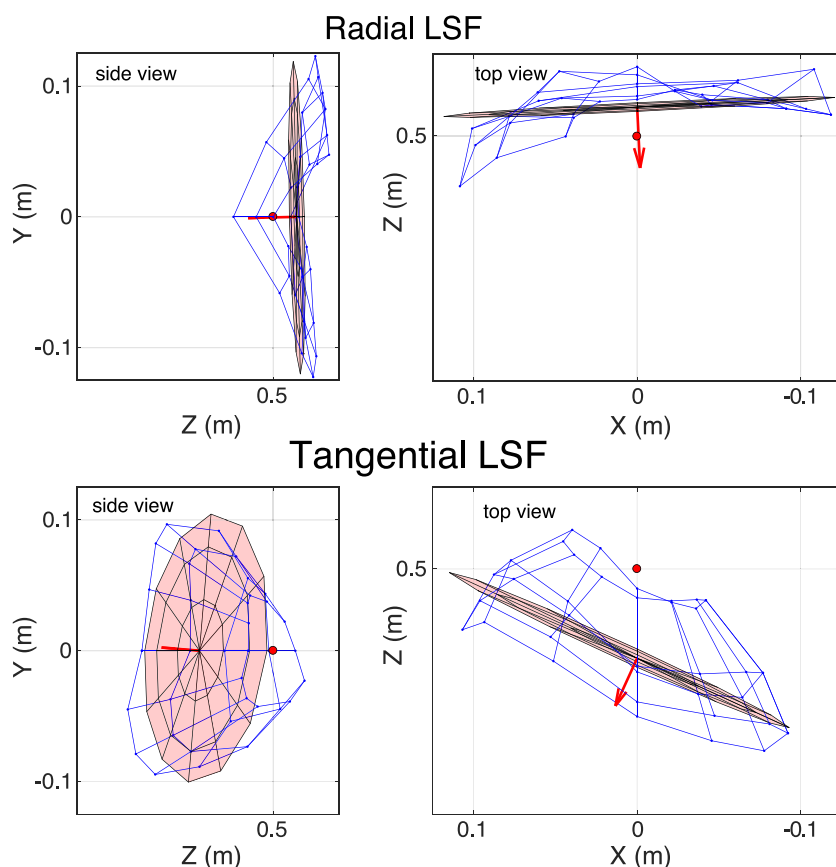 Radial LSF
side view
0.1
0
-0.1
Y (m)
0.5
Z (m)
top view
0.5
Z (m)
0.1
0
-0.1
X (m)
Tangential LSF
side view
0.1
0
-0.1
Y (m)
0.5
Z (m)
top view
0.5
Z (m)
0.1
0
-0.1
X (m)